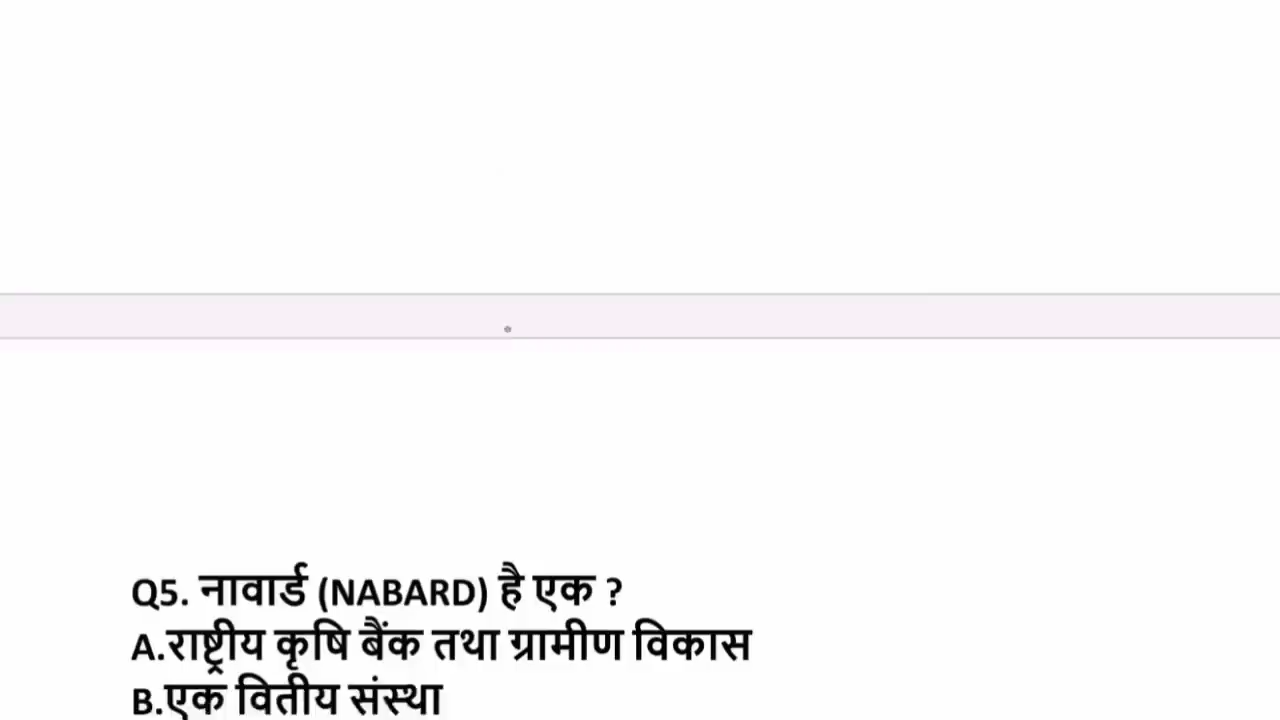 Q5. नावार्ड (NABARD) है एक ?
A.राष्ट्रीय कृषि बैंक तथा ग्रामीण विकास
B.एक वितीय संस्था